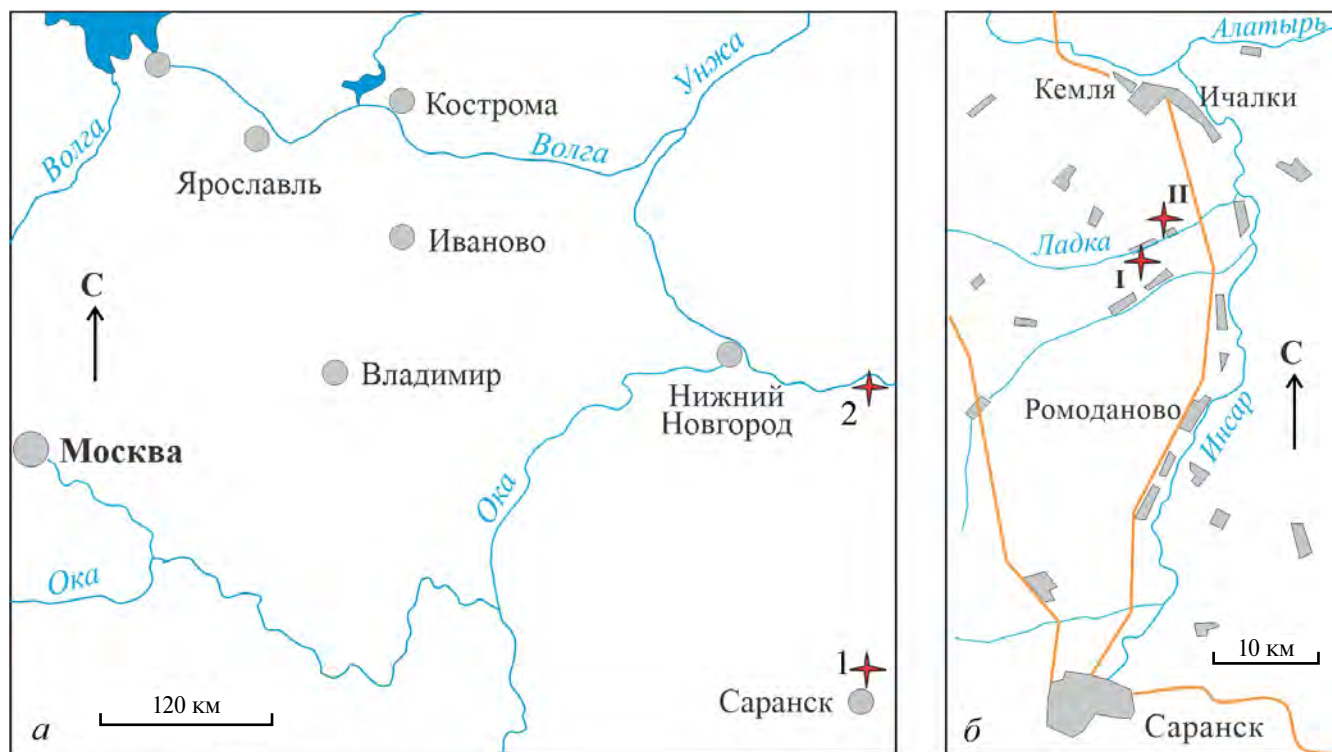 Кострома
Унжа
Волга
Волга
Ярославль
Иваново
С
Владимир
Нижний
Новгород
2
Москва
Ока
Ока
1
Саранск
120 км
а
Алатырь
Кемля
Ичалки
II
Ладка
I
С
Ромоданово
Инсар
10 км
Саранск
б